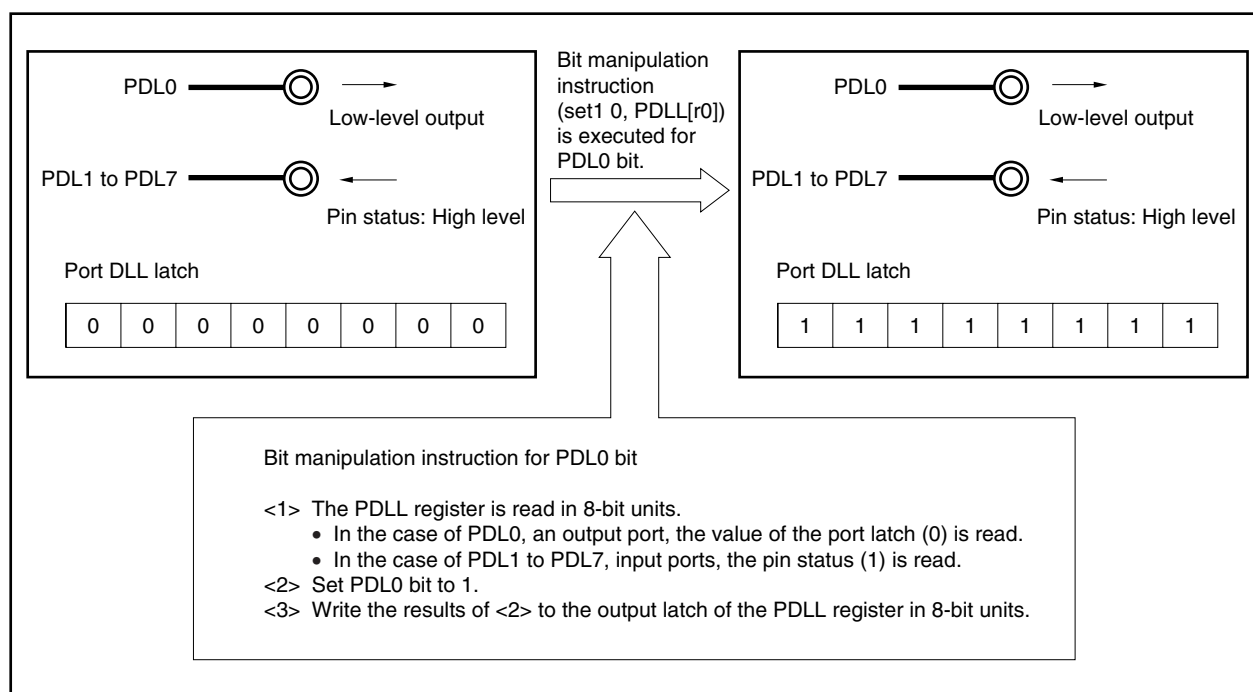 PDL0
Low-level output
PDL1 to PDL7
Pin status: High level
Port DLL latch
0 0 0 0 0 0 0 0
Bit manipulation
instruction
(set1 0, PDLL[r0])
is executed for
PDL0 bit.
PDL0
Low-level output
PDL1 to PDL7
Pin status: High level
Port DLL latch
1 1 1 1 1 1 1 1
Bit manipulation instruction for PDL0 bit
<1> The PDLL register is read in 8-bit units.
• In the case of PDL0, an output port, the value of the port latch (0) is read.
• In the case of PDL1 to PDL7, input ports, the pin status (1) is read.
<2> Set PDL0 bit to 1.
<3> Write the results of <2> to the output latch of the PDLL register in 8-bit units.